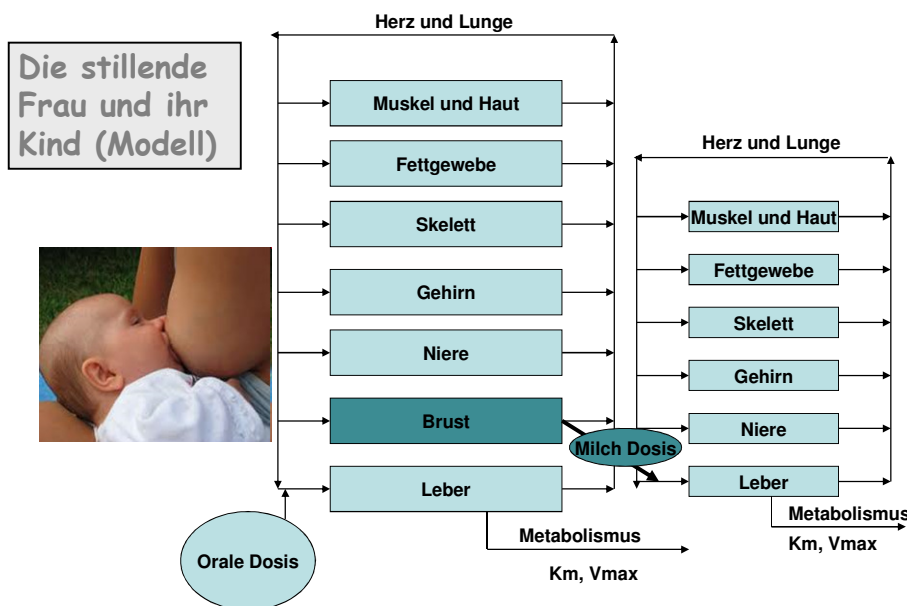 Die stillende
Frau und ihr
Kind (Modell)
Herz und Lunge
Muskel und Haut
Fettgewebe
Skelett
Gehirn
Niere
Brust
Leber
Orale Dosis
Metabolismus
Km, Vmax
Milch Dosis
Herz und Lunge
Muskel und Haut
Fettgewebe
Skelett
Gehirn
Niere
Leber
Metabolismus
Km, Vmax